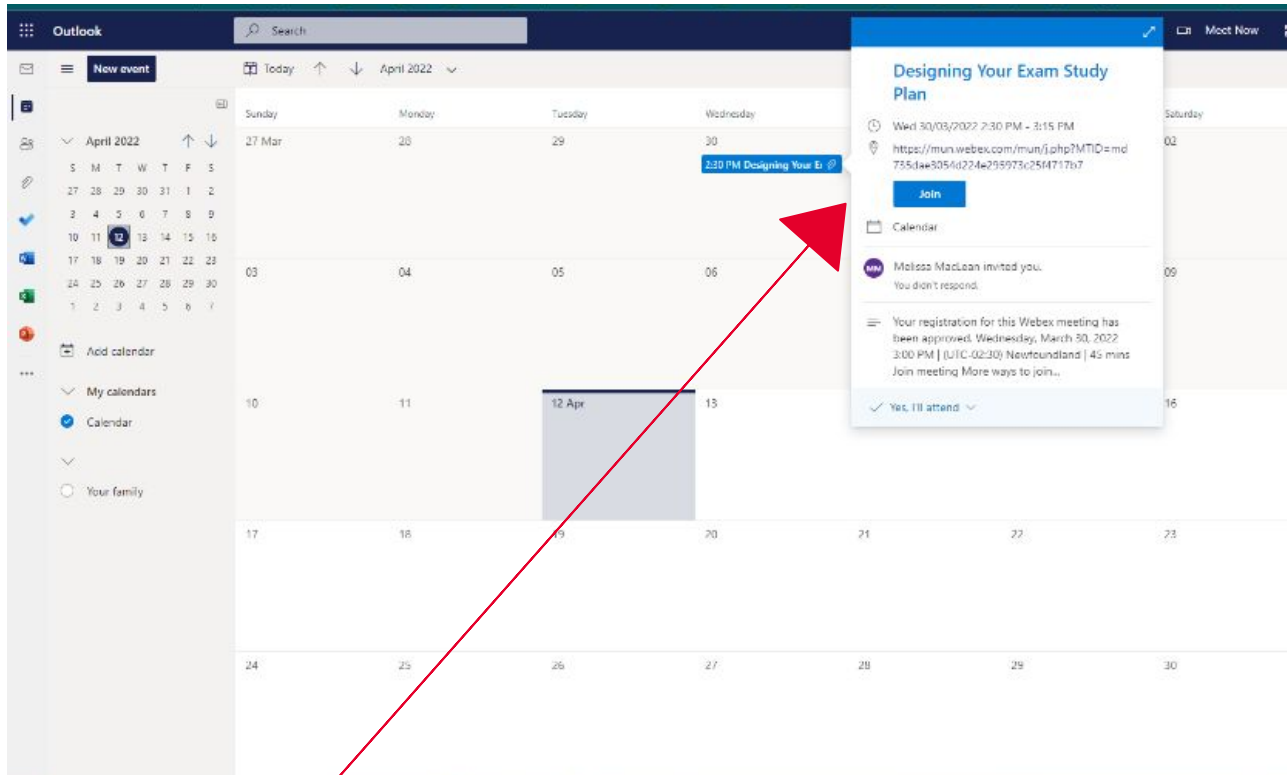 Outlook
Search
Meet Now
New event
Today
April 2022
April 2022
S M T W T F S
27 28 29 30 31 1 2
3 4 5 6 7 8 9
10 11 12 13 14 15 16
17 18 19 20 21 22 23
24 25 26 27 28 29 30
1 2 3 4 5 6 7
Add calendar
My calendars
Calendar
Your family
Sunday Monday Tuesday Wednesday Saturday
27 Mar 28 29 30 02
2:30 PM Designing Your E
03 04 05 06 09
10 11 12 Apr 13 16
17 18 19 20 21 22 23
24 25 26 27 28 29 30
Designing Your Exam Study
Plan
Wed 30/03/2022 2:30 PM - 3:15 PM
https://mun.webex.com/mun/j.php?MTID=md
735dae3054d224e295973c25f4717b7
Join
Calendar
MM
Melissa MacLean invited you.
You didn't respond.
Your registration for this Webex meeting has
been approved. Wednesday, March 30, 2022
3:00 PM | (UTC-02:30) Newfoundland | 45 mins
Join meeting More ways to join...
Yes, I'll attend